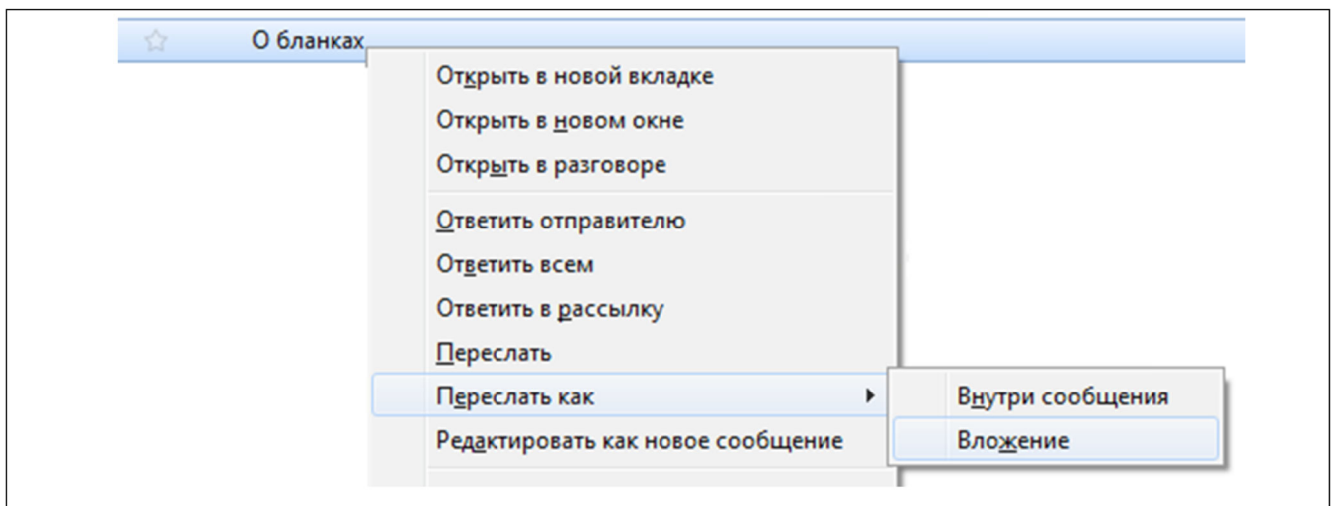 О бланках
Открыть в новой вкладке
Открыть в новом окне
Открыть в разговоре
Ответить отправителю
Ответить всем
Ответить в рассылку
Переслать
Переслать как
Внутри сообщения
Редактировать как новое сообщение
Вложение